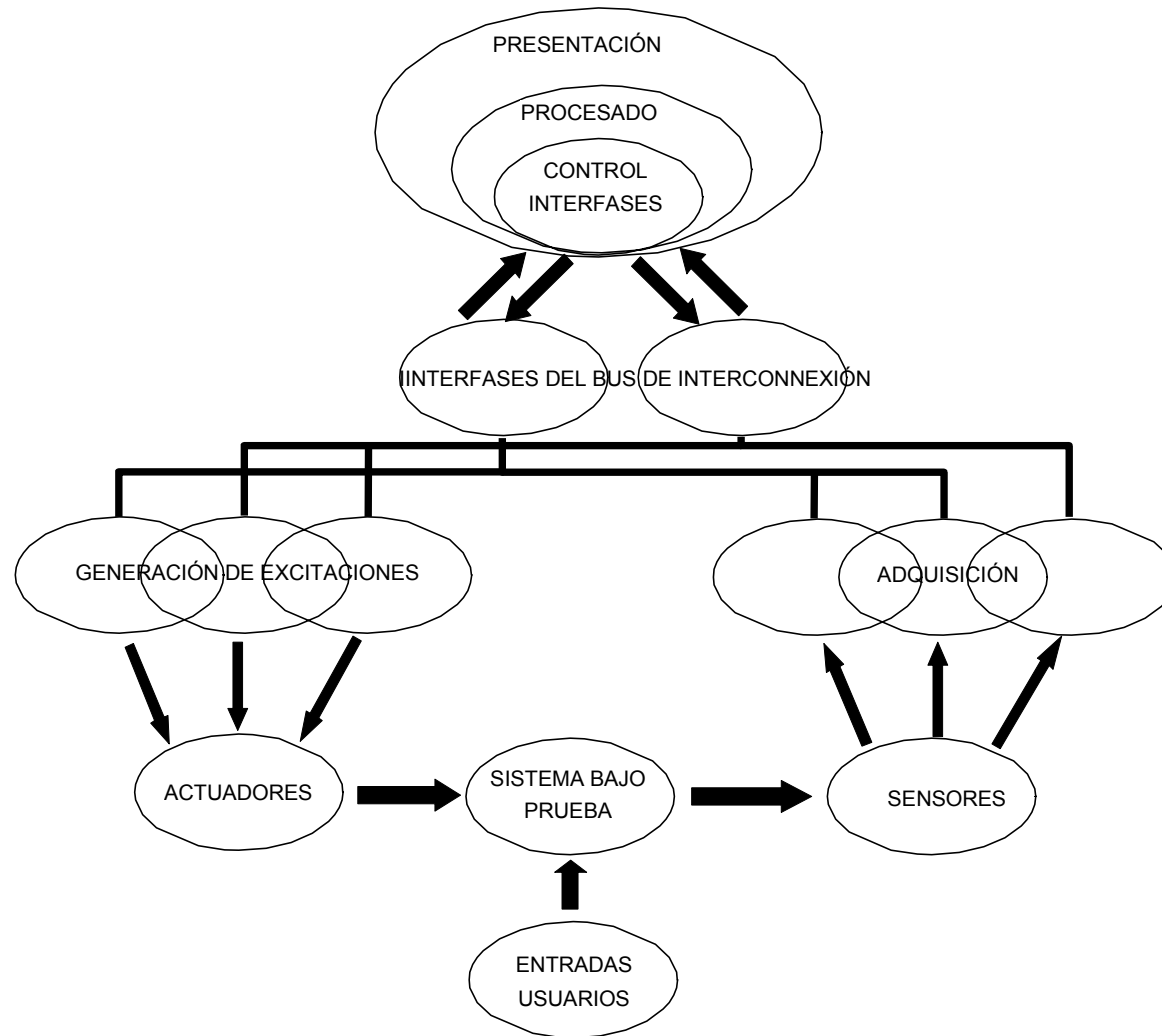 PRESENTACIÓN
PROCESADO
CONTROL
INTERFASES
IINTERFASES DEL BUS DE INTERCONNEXIÓN
GENERACIÓN DE EXCITACIONES
ADQUISICIÓN
ACTUADORES
SISTEMA BAJO
PRUEBA
SENSORES
ENTRADAS
USUARIOS